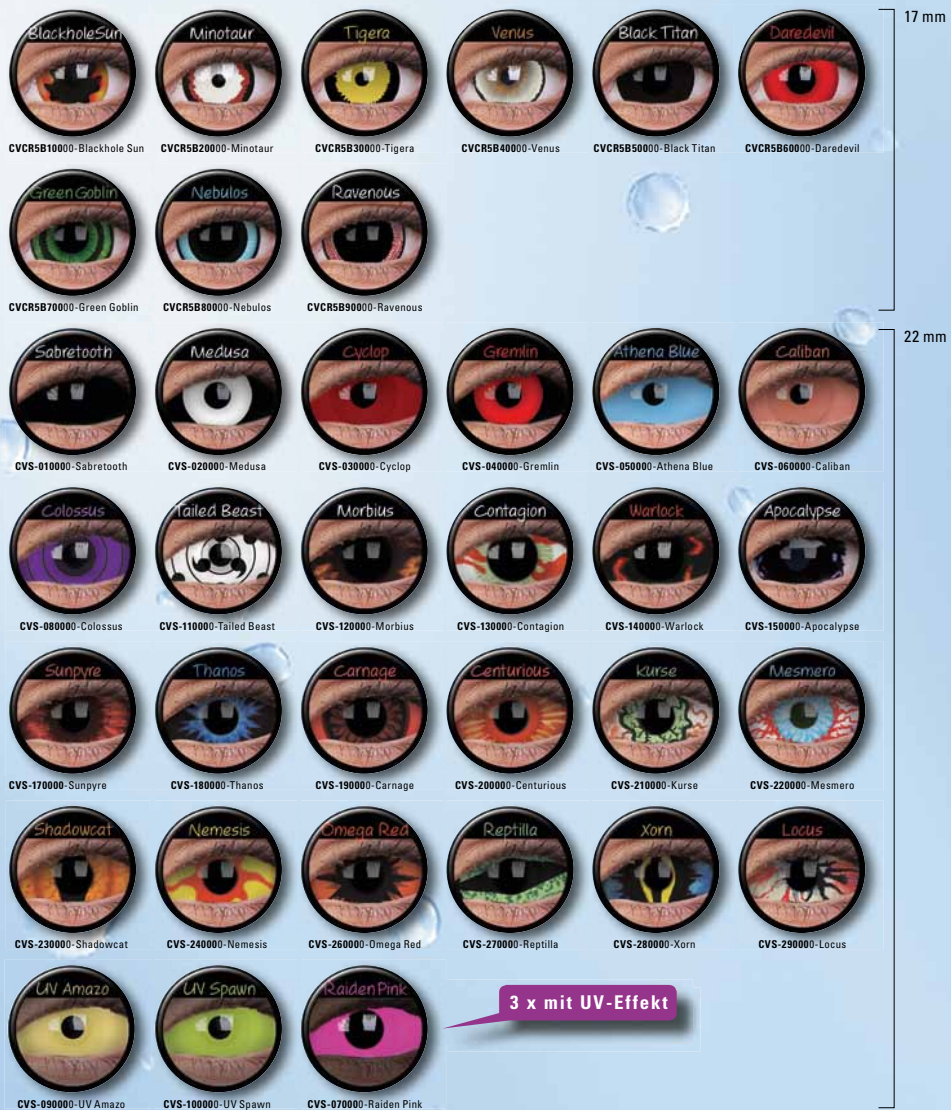 17 mm
BlackholeSun Minotaur Tigera Venus Black Titan Daredevil
CVCR5B10000-Blackhole Sun CVCR5B20000-Minotaur CVCR5B30000-Tigera CVCR5B40000-Venus CVCR5B50000-Black Titan CVCR5B60000-Daredevil
Green Goblin Nebulos Ravenous
CVCR5B70000-Green Goblin CVCR5B80000-Nebulos CVCR5B90000-Ravenous
22 mm
Sabretooth Medusa Cyclop Gremlin Athena Blue Caliban
CVS-010000-Sabretooth CVS-020000-Medusa CVS-030000-Cyclop CVS-040000-Gremlin CVS-050000-Athena Blue CVS-060000-Caliban
Colossus Tailed Beast Morbius Contagion Warlock Apocalypse
CVS-080000-Colossus CVS-110000-Tailed Beast CVS-120000-Morbius CVS-130000-Contagion CVS-140000-Warlock CVS-150000-Apocalypse
Sunpyre Thanos Carnage Centurious Kurse Mesmero
CVS-170000-Sunpyre CVS-180000-Thanos CVS-190000-Carnage CVS-200000-Centurious CVS-210000-Kurse CVS-220000-Mesmero
Shadowcat Nemesis Omega Red Reptilla Xorn Locus
CVS-230000-Shadowcat CVS-240000-Nemesis CVS-260000-Omega Red CVS-270000-Reptilla CVS-280000-Xorn CVS-290000-Locus
UV Amazo UV Spawn Raiden Pink
3 x mit UV-Effekt
CVS-090000-UV Amazo CVS-100000-UV Spawn CVS-070000-Raiden Pink